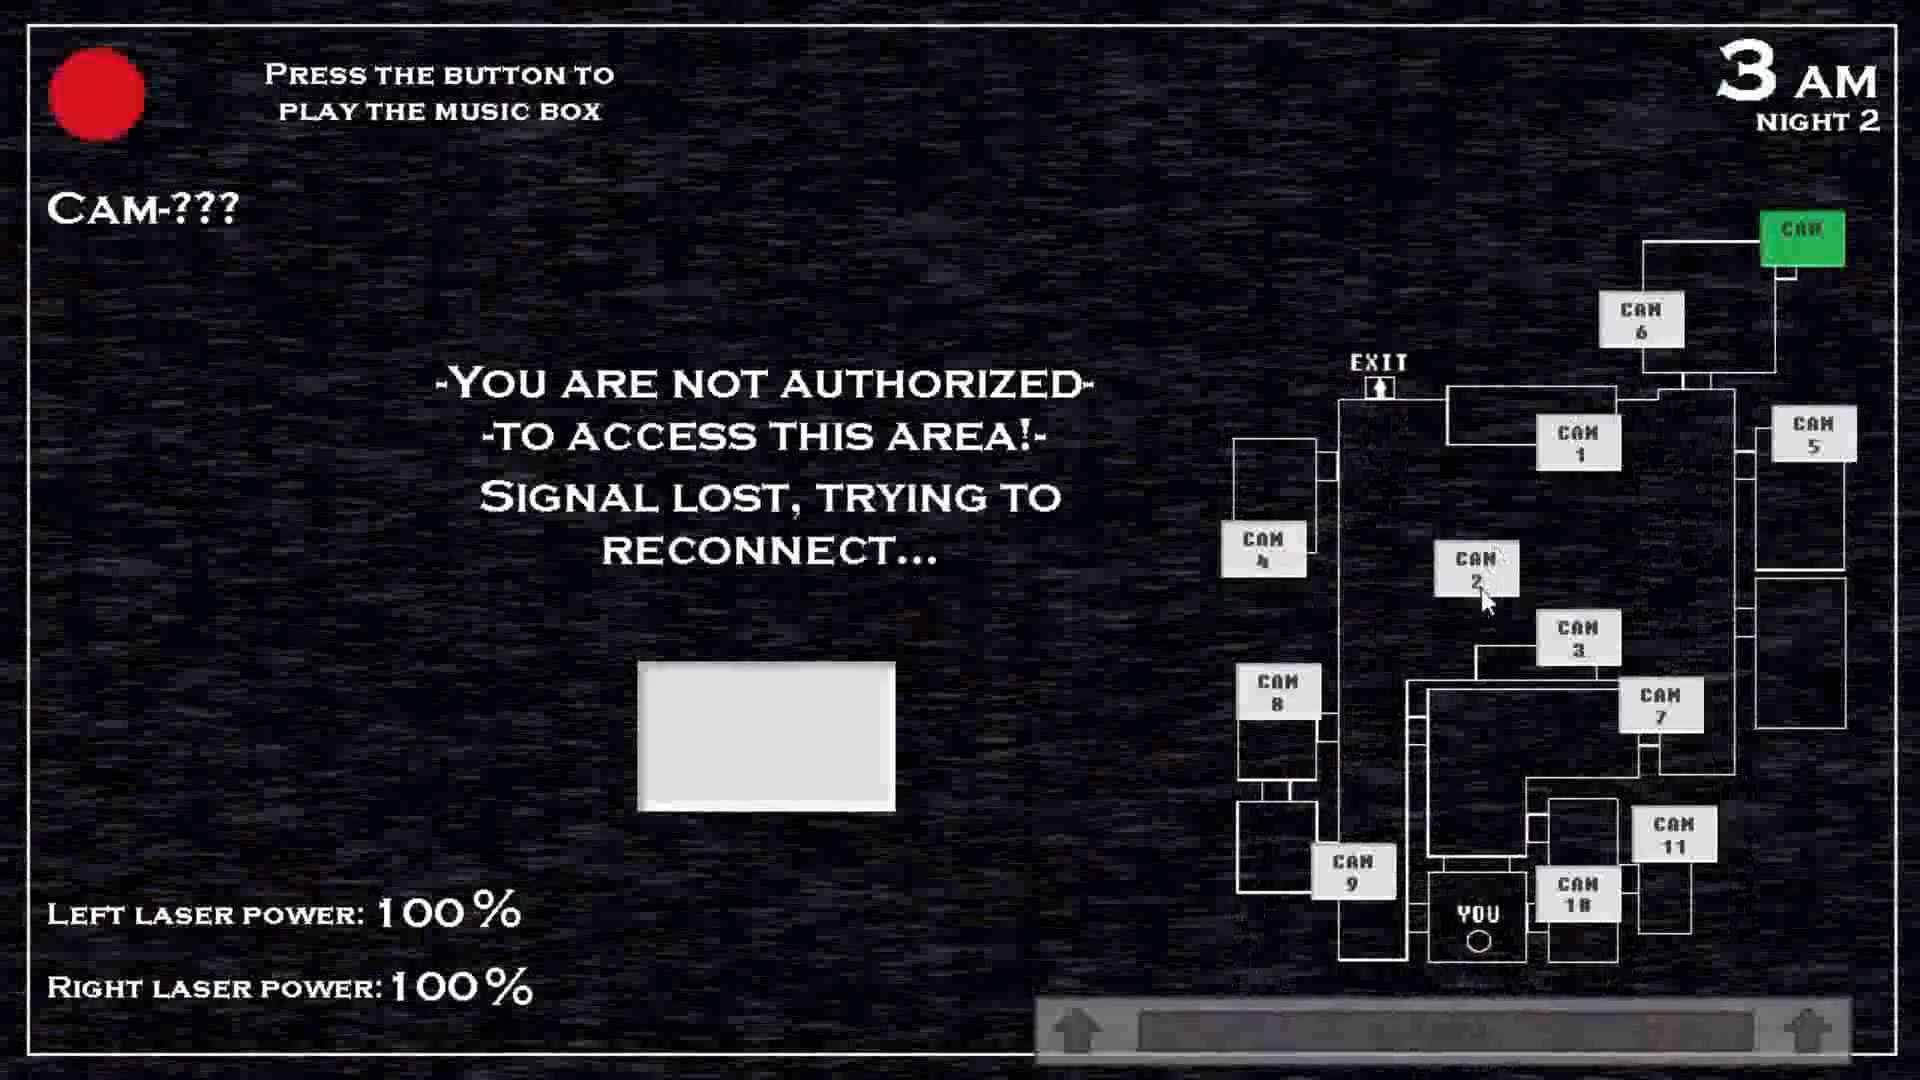 PRESS THE BUTTON TO
PLAY THE MUSIC BOX
3 AM
NIGHT 2
CAM-???
CAM
CAM
6
EXIT
CAM
1
CAM
5
-YOU ARE NOT AUTHORIZED-
-TO ACCESS THIS AREA!-
SIGNAL LOST, TRYING TO
RECONNECT...
CAM
4
CAM
2
CAM
3
CAM
8
CAM
7
CAM
11
CAM
9
CAM
10
YOU
LEFT LASER POWER: 100%
RIGHT LASER POWER: 100%